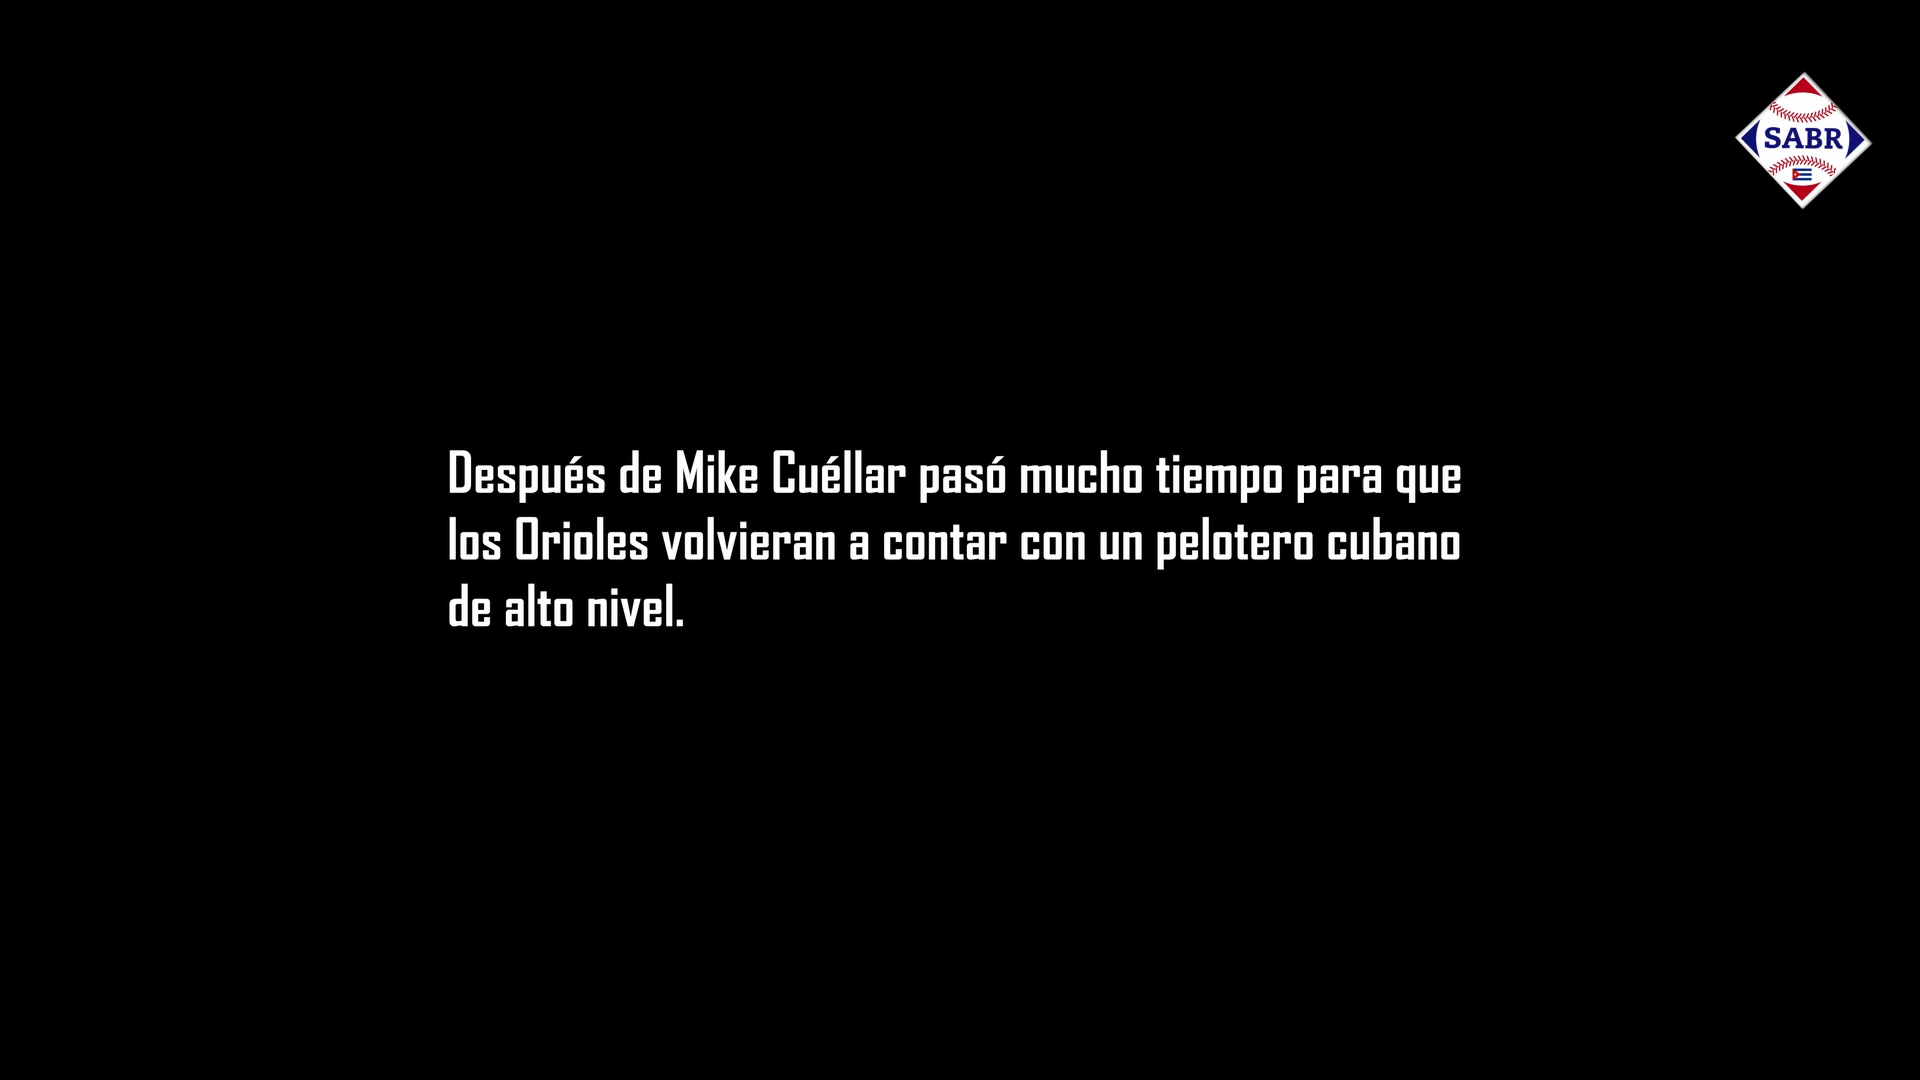 SABR
Después de Mike Cuéllar pasó mucho tiempo para que
los Orioles volvieran a contar con un pelotero cubano
de alto nivel.